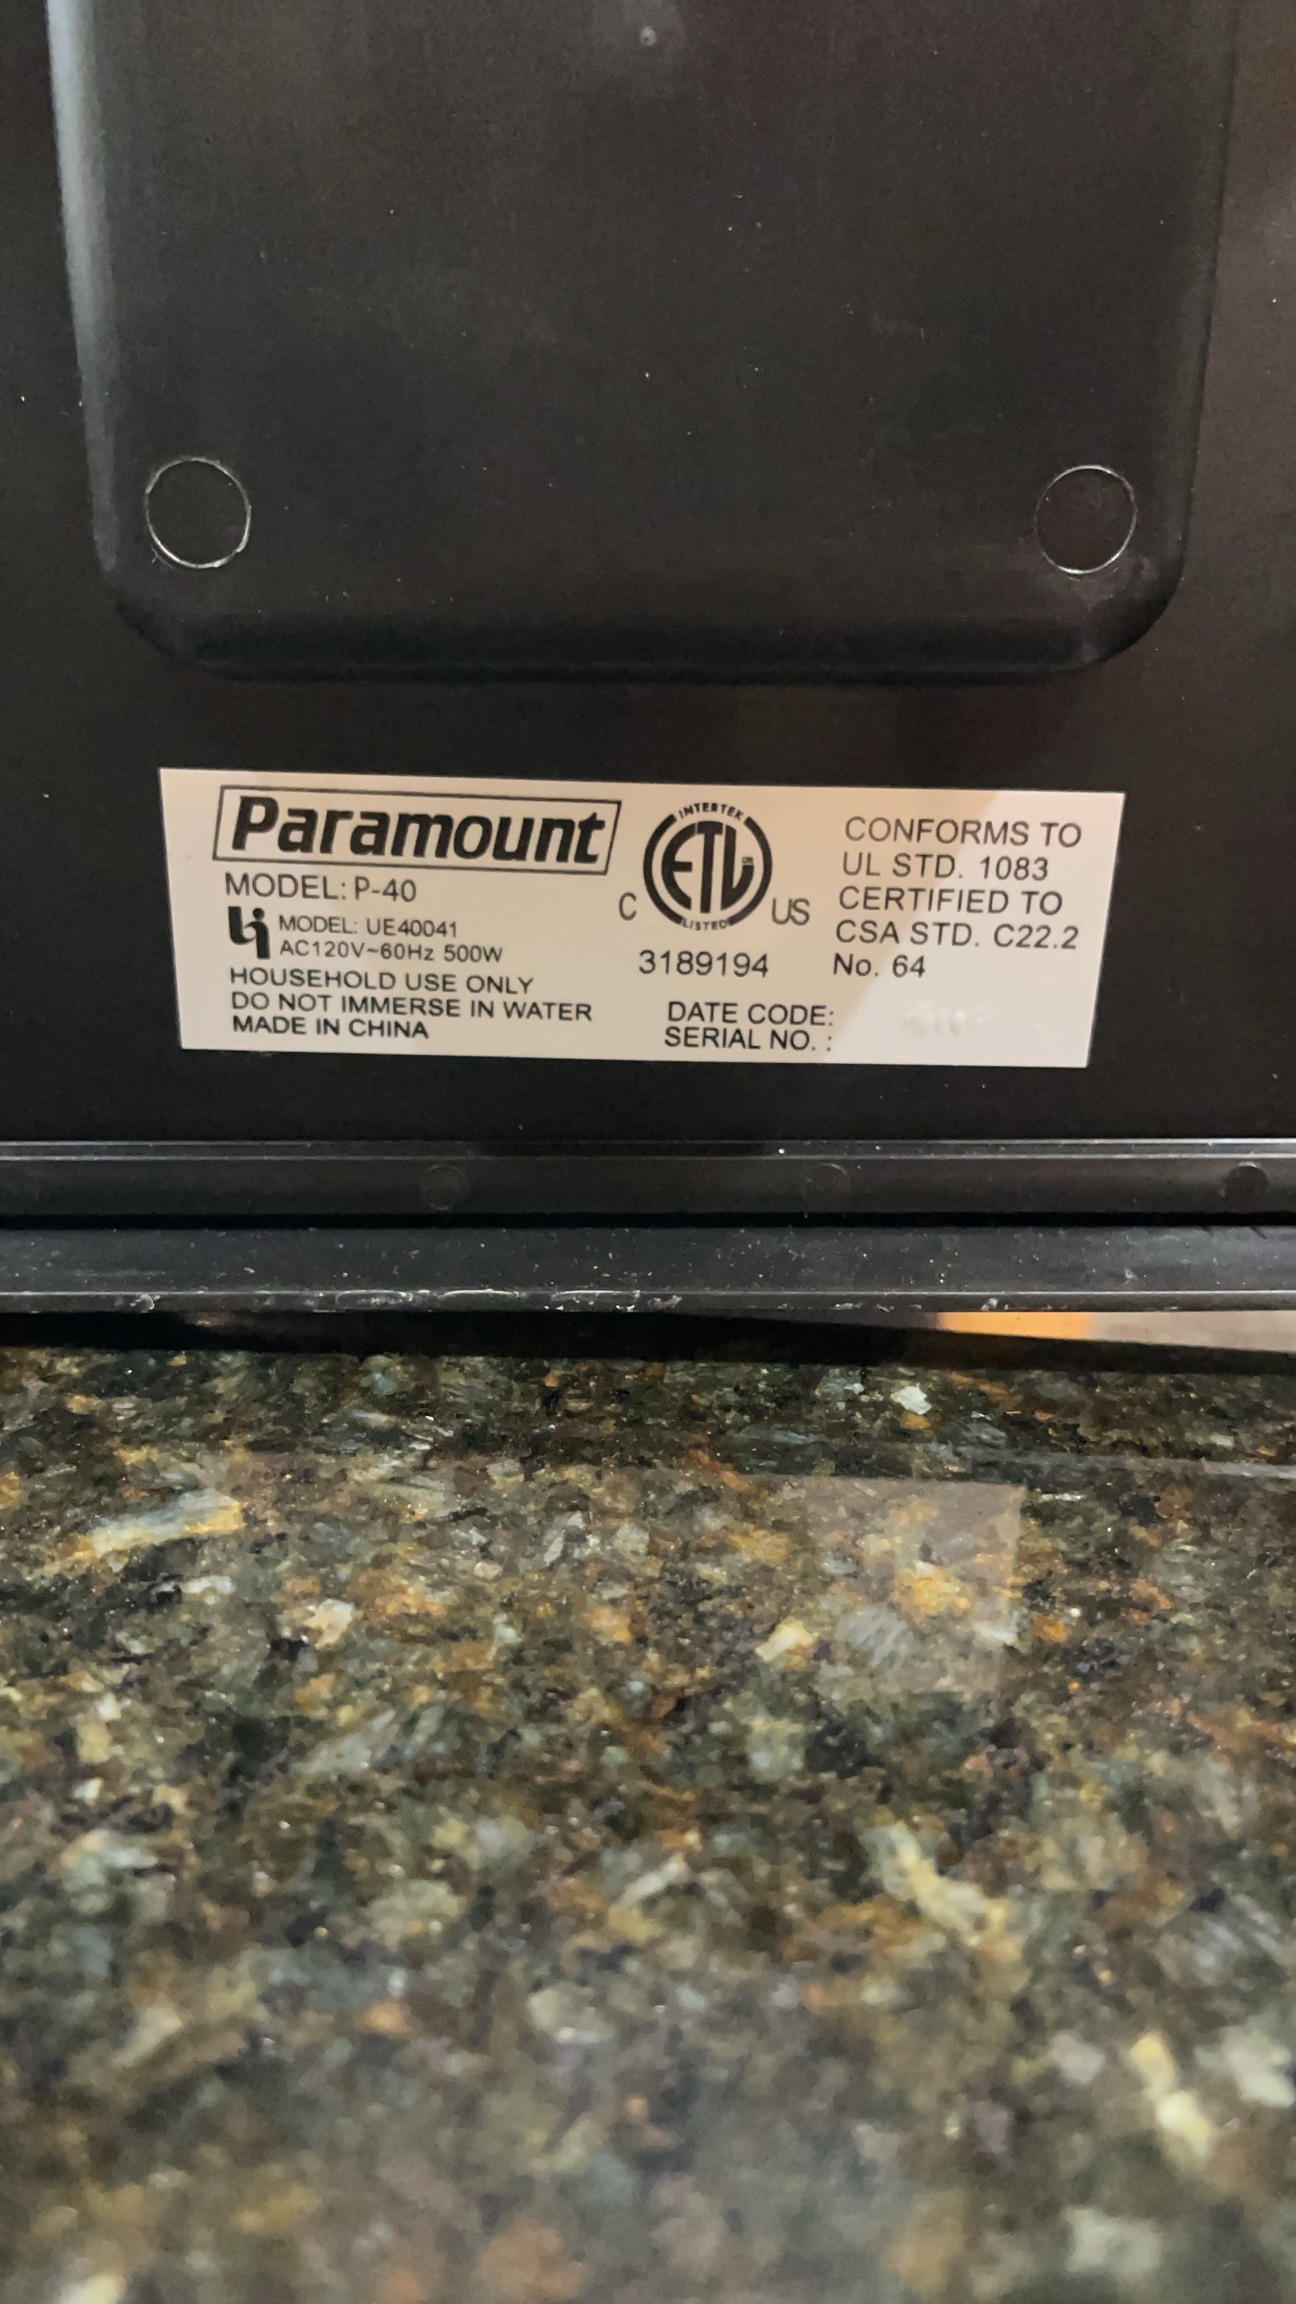 Paramount
MODEL: P-40
MODEL: UE40041
AC120V~60Hz 500W
HOUSEHOLD USE ONLY
DO NOT IMMERSE IN WATER
MADE IN CHINA
INTERTEK
ETL
C
US
LISTED
3189194
CONFORMS TO
UL STD. 1083
CERTIFIED TO
CSA STD. C22.2
No. 64
DATE CODE:
SERIAL NO. :